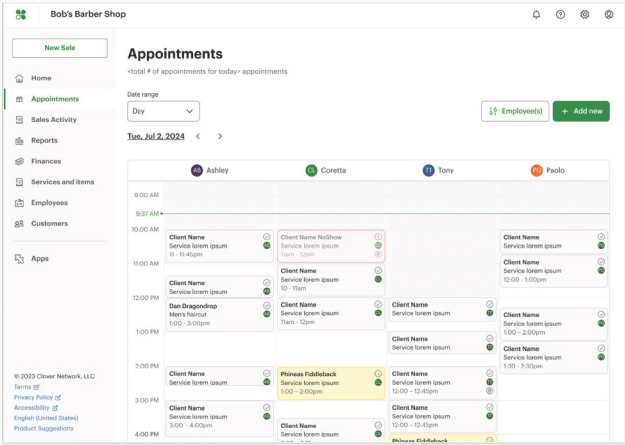 Bob's Barber Shop
New Sale
Home
Appointments
Sales Activity
Reports
Finances
Services and items
Employees
Customers
Apps
© 2023 Clover Network, LLC
Terms
Privacy Policy
Accessibility
English (United States)
Product Suggestions
Appointments
<total # of appointments for today> appointments
Date range
Day
Employee(s)
+ Add new
Tue, Jul 2, 2024
AB Ashley
CL Coretta
TT Tony
PG Paolo
9:00 AM
9:37 AM
10:00 AM
11:00 AM
12:00 PM
1:00 PM
2:00 PM
3:00 PM
4:00 PM
Client Name
Service lorem ipsum
11 - 11:45pm
Client Name
Service lorem ipsum
Dan Dragondrop
Men's haircut
1:00 - 3:00pm
Client Name
Service lorem ipsum
Client Name
Service lorem ipsum
3:00 - 4:00pm
Client Name NoShow
Service lorem ipsum
11am - 12pm
Client Name
Service lorem ipsum
10 - 11am
Client Name
Service lorem ipsum
11am - 12pm
Phineas Fiddleback
Service lorem ipsum
1:00 - 2:00pm
Client Name
Service lorem ipsum
Client Name
Service lorem ipsum
Client Name
Service lorem ipsum
Client Name
Service lorem ipsum
12:00 - 12:45pm
Client Name
Service lorem ipsum
12:00 - 12:45pm
Phineas Fiddleback
Client Name
Service lorem ipsum
Client Name
Service lorem ipsum
12:00 - 1:00pm
Client Name
Service lorem ipsum
1:00 - 2:00pm
Client Name
Service lorem ipsum
1:30 - 2:30pm